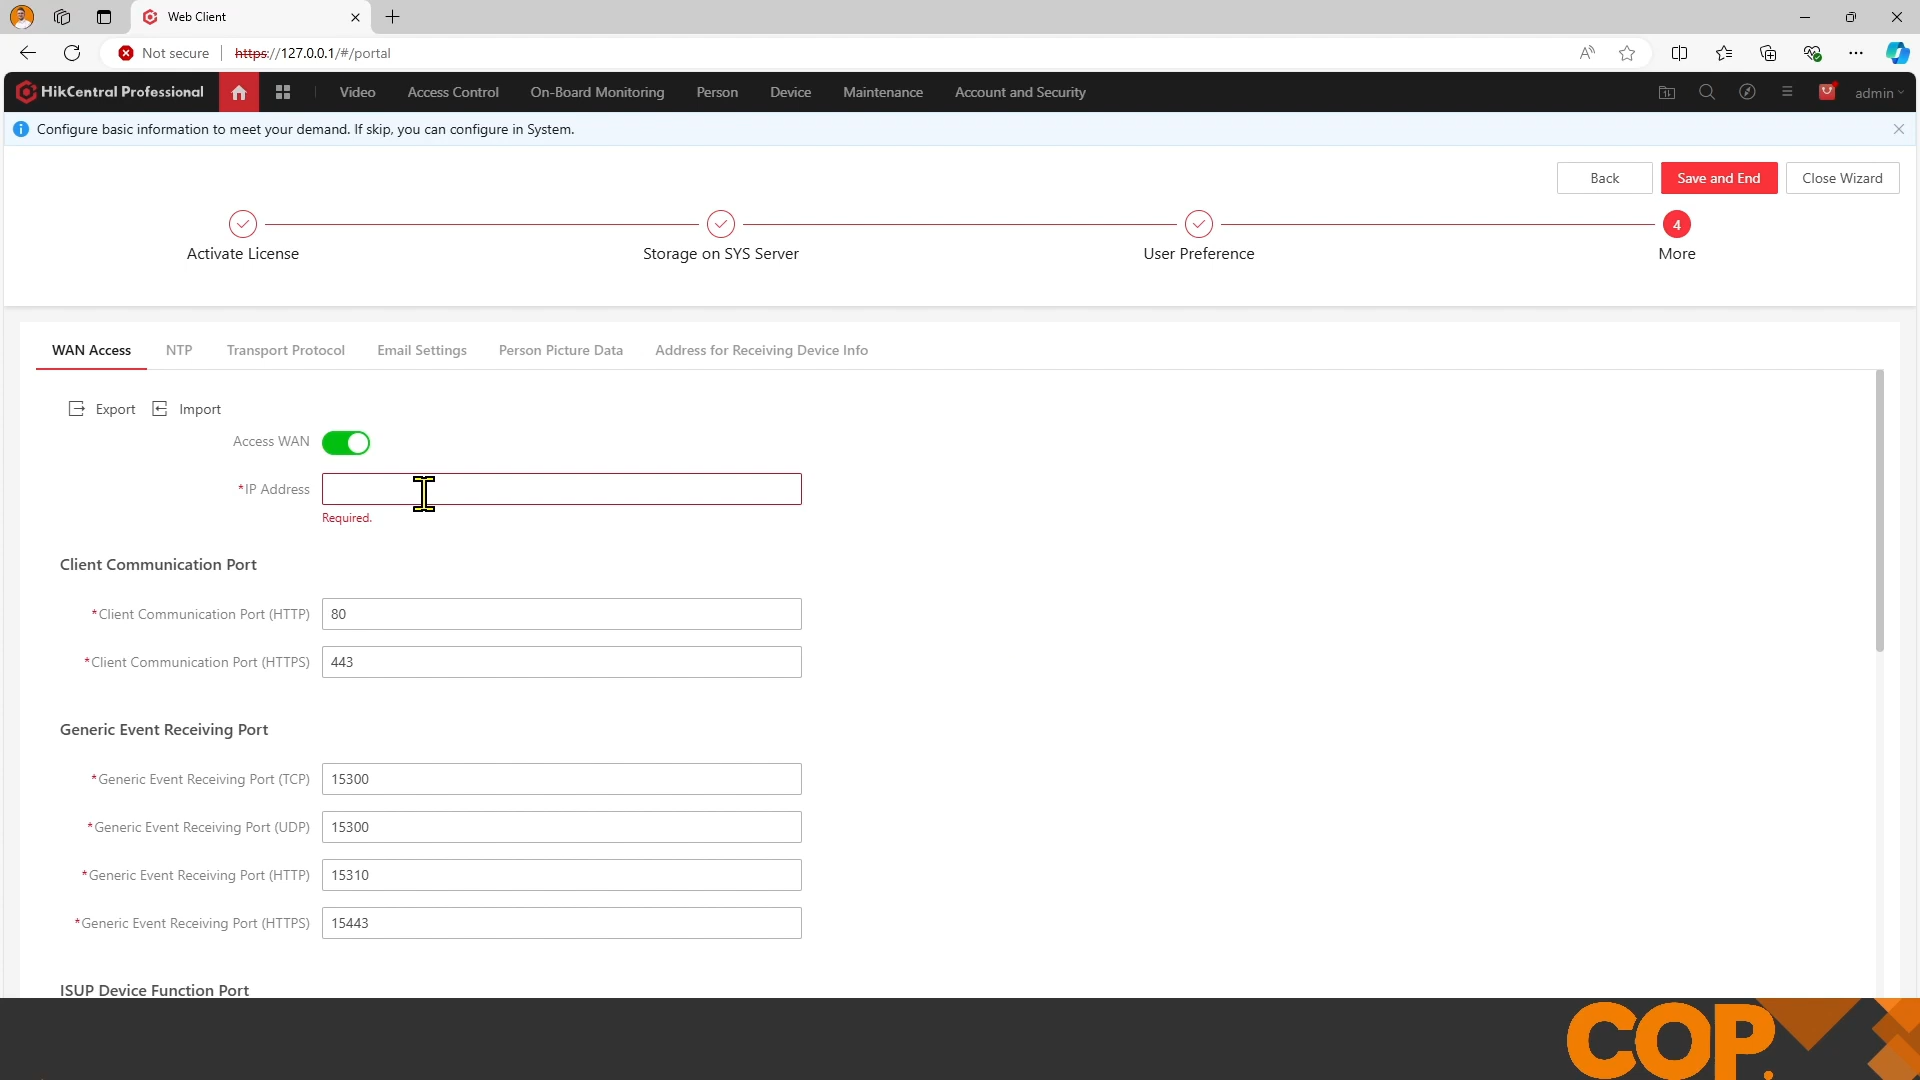 Web Client
Not secure
https://127.0.0.1/#/portal
HikCentral Professional
Video
Access Control
On-Board Monitoring
Person
Device
Maintenance
Account and Security
admin
Configure basic information to meet your demand. If skip, you can configure in System.
Back
Save and End
Close Wizard
4
Activate License
Storage on SYS Server
User Preference
More
WAN Access
NTP
Transport Protocol
Email Settings
Person Picture Data
Address for Receiving Device Info
Export
Import
Access WAN
*IP Address
Required.
Client Communication Port
*Client Communication Port (HTTP) 80
*Client Communication Port (HTTPS) 443
Generic Event Receiving Port
*Generic Event Receiving Port (TCP) 15300
*Generic Event Receiving Port (UDP) 15300
*Generic Event Receiving Port (HTTP) 15310
*Generic Event Receiving Port (HTTPS) 15443
ISUP Device Function Port
COP.